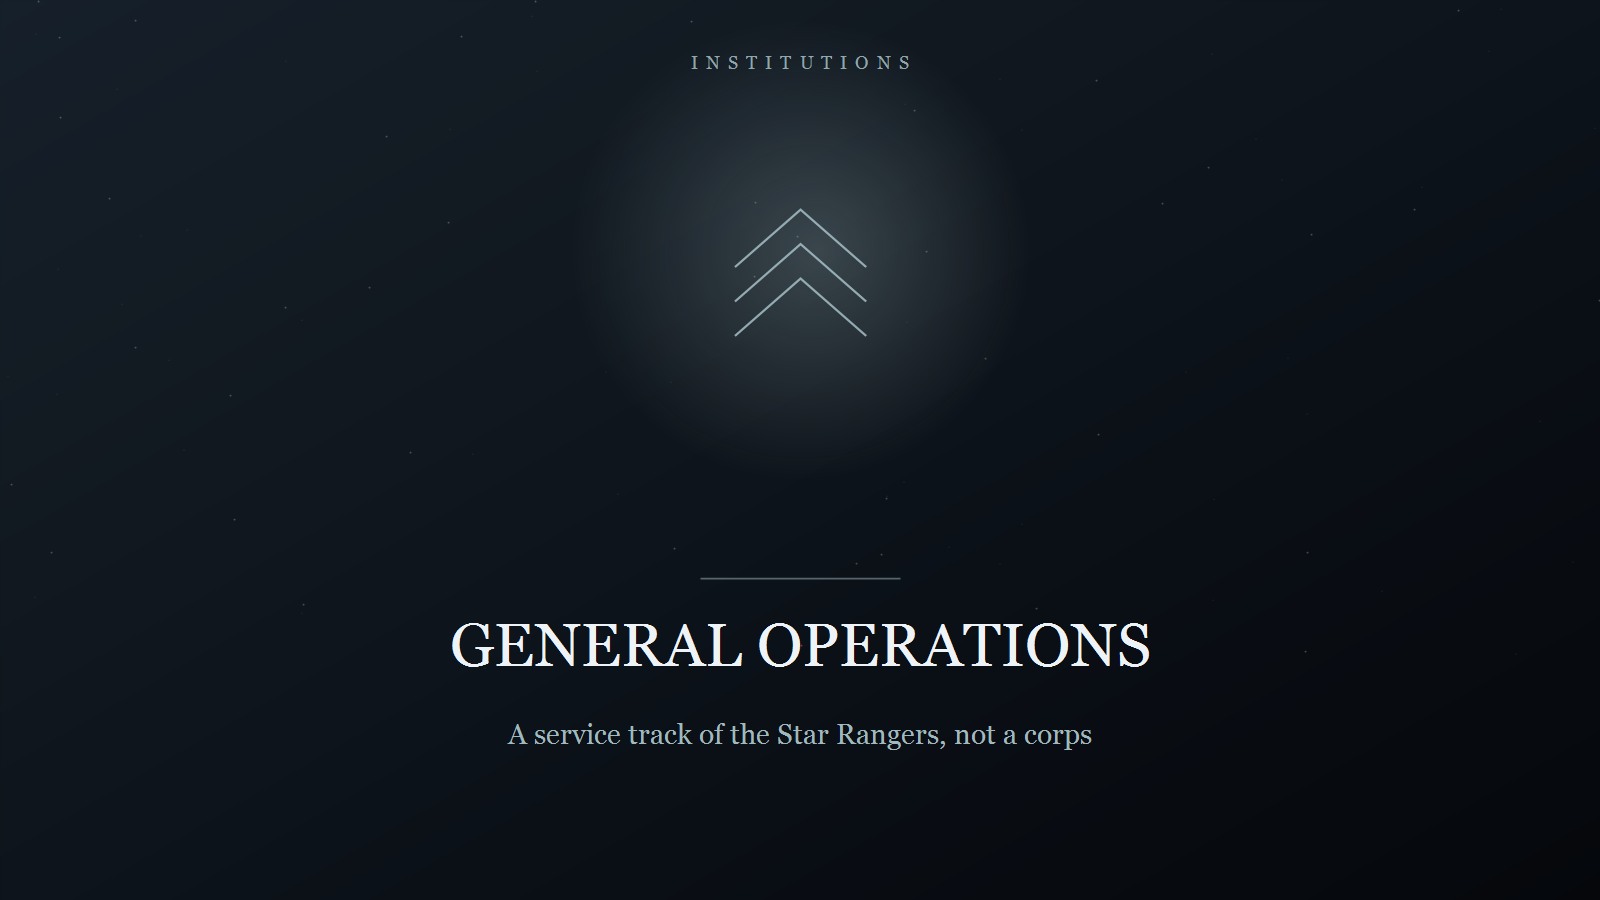 INSTITUTIONS
GENERAL OPERATIONS
A service track of the Star Rangers, not a corps